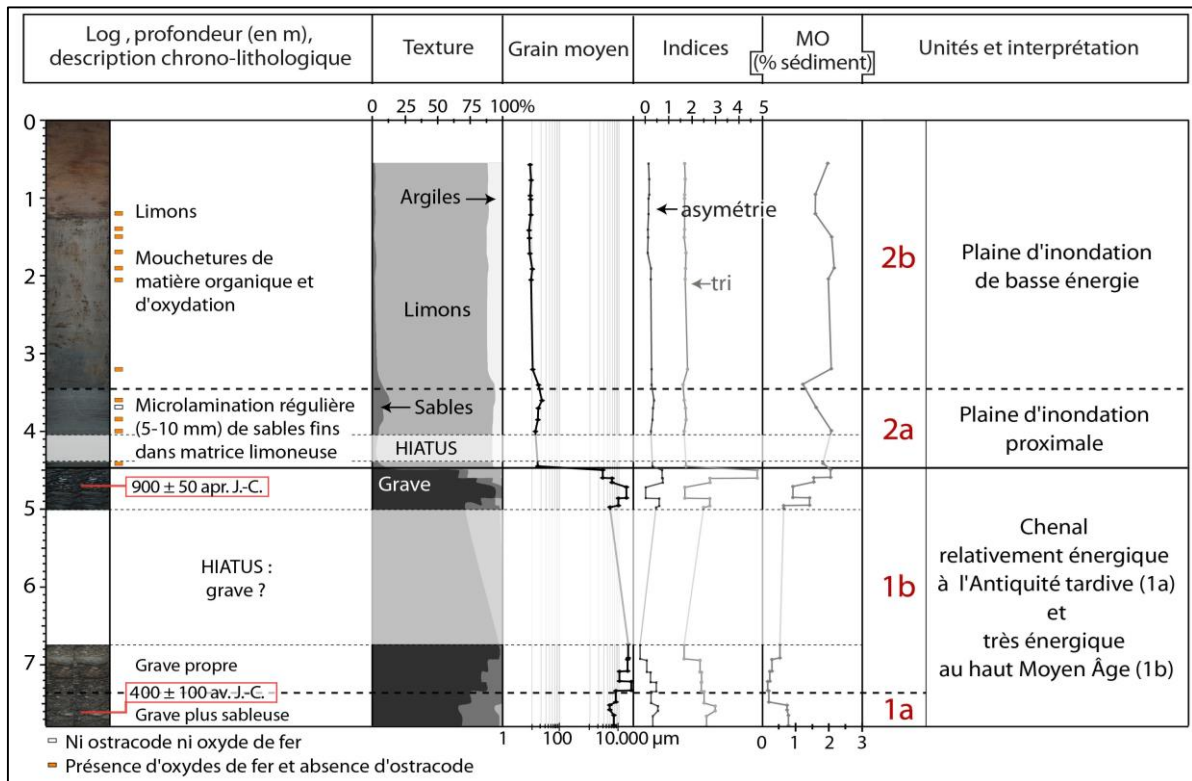 Log , profondeur (en m),
description chrono-lithologique
Texture
Grain moyen
Indices
MO
(% sédiment)
Unités et interprétation
0 25 50 75 100%
0 1 2 3 4 5
0
1
2
3
4
5
6
7
Limons
Mouchetures de
matière organique et
d'oxydation
Microlamination régulière
(5-10 mm) de sables fins
dans matrice limoneuse
900 ± 50 apr. J.-C.
HIATUS :
grave ?
Grave propre
400 ± 100 av. J.-C.
Grave plus sableuse
Argiles
Limons
Sables
HIATUS
Grave
asymétrie
tri
2b
2a
1b
1a
Plaine d'inondation
de basse énergie
Plaine d'inondation
proximale
Chenal
relativement énergique
à l'Antiquité tardive (1a)
et
très énergique
au haut Moyen Âge (1b)
1 100 10.000 µm
0 1 2 3
Ni ostracode ni oxyde de fer
Présence d'oxydes de fer et absence d'ostracode